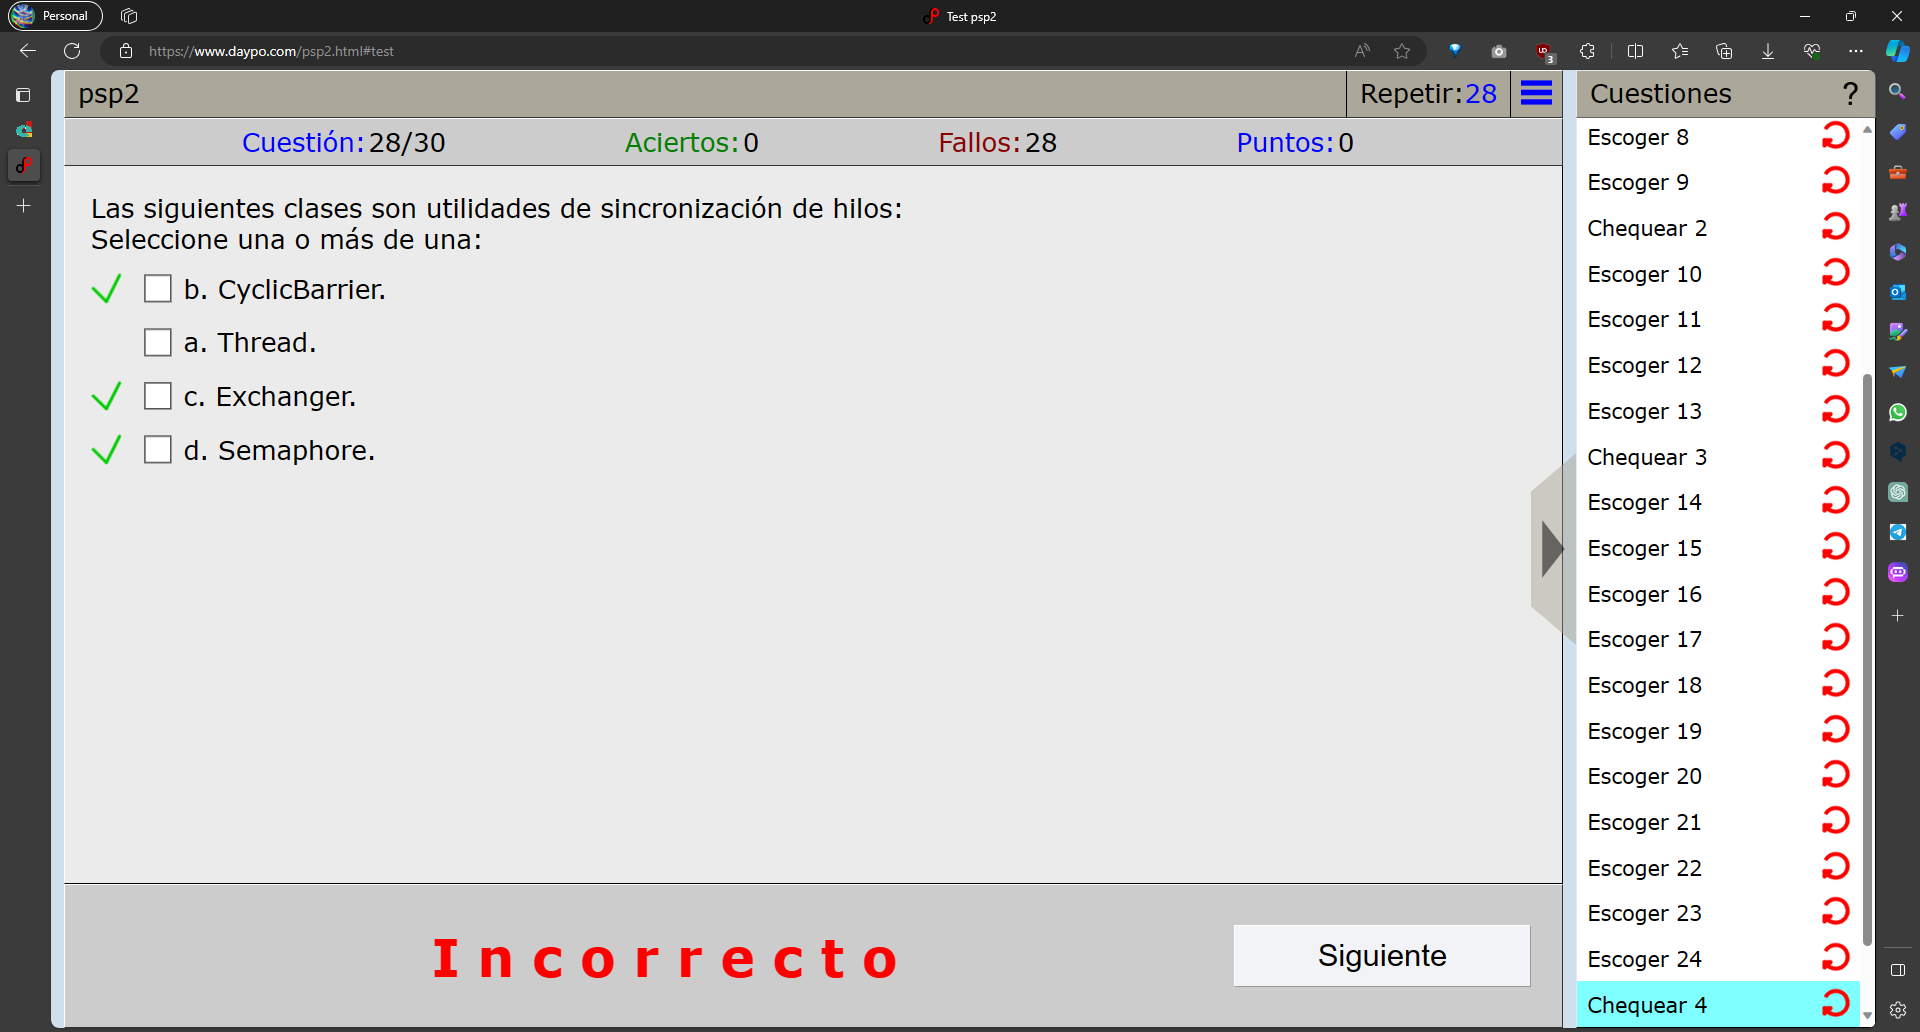 Personal
Test psp2
https://www.daypo.com/psp2.html#test
3
psp2
Repetir:28
Cuestión:28/30
Aciertos:0
Fallos:28
Puntos:0
Las siguientes clases son utilidades de sincronización de hilos:
Seleccione una o más de una:
b. CyclicBarrier.
a. Thread.
c. Exchanger.
d. Semaphore.
Incorrecto
Siguiente
Cuestiones ?
Escoger 8
Escoger 9
Chequear 2
Escoger 10
Escoger 11
Escoger 12
Escoger 13
Chequear 3
Escoger 14
Escoger 15
Escoger 16
Escoger 17
Escoger 18
Escoger 19
Escoger 20
Escoger 21
Escoger 22
Escoger 23
Escoger 24
Chequear 4